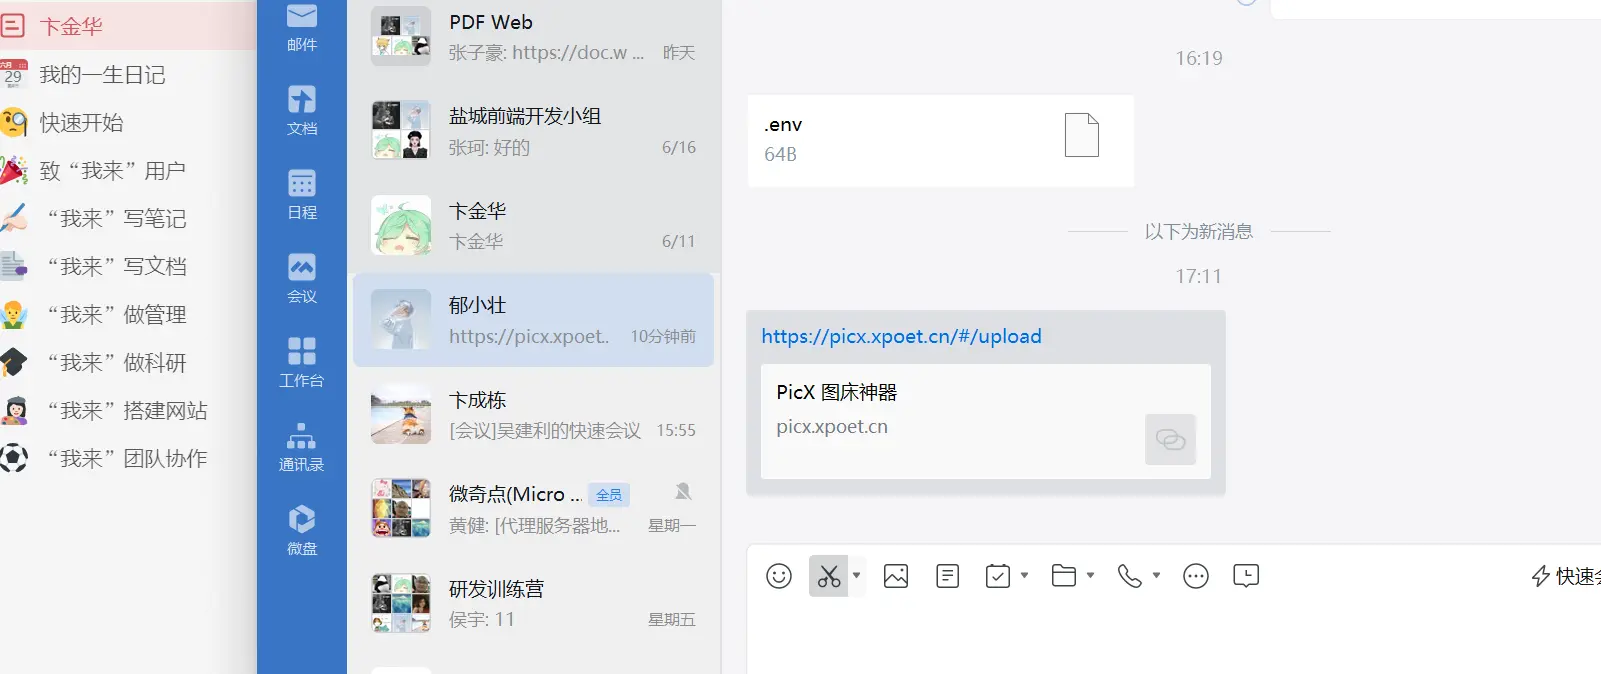 卞金华
六月
29
我的一生日记
快速开始
致“我来”用户
“我来”写笔记
“我来”写文档
“我来”做管理
“我来”做科研
“我来”搭建网站
“我来”团队协作
邮件
文档
日程
会议
工作台
通讯录
微盘
PDF Web
张子豪: https://doc.w ...
昨天
盐城前端开发小组
张珂: 好的
6/16
卞金华
卞金华
6/11
郁小壮
https://picx.xpoet..
10分钟前
卞成栋
[会议]吴建利的快速会议
15:55
微奇点(Micro ...
全员
黄健: [代理服务器地...
星期一
研发训练营
侯宇: 11
星期五
16:19
.env
64B
以下为新消息
17:11
https://picx.xpoet.cn/#/upload
PicX 图床神器
picx.xpoet.cn
快速会